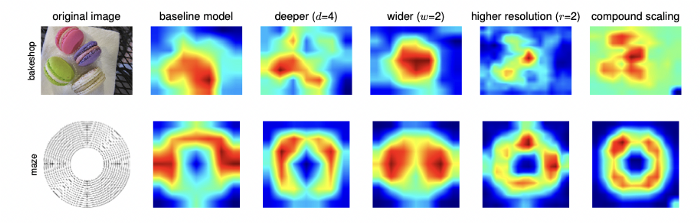 original image baseline model deeper (d=4) wider (w=2) higher resolution (r=2) compound scaling
bakeshop
maze